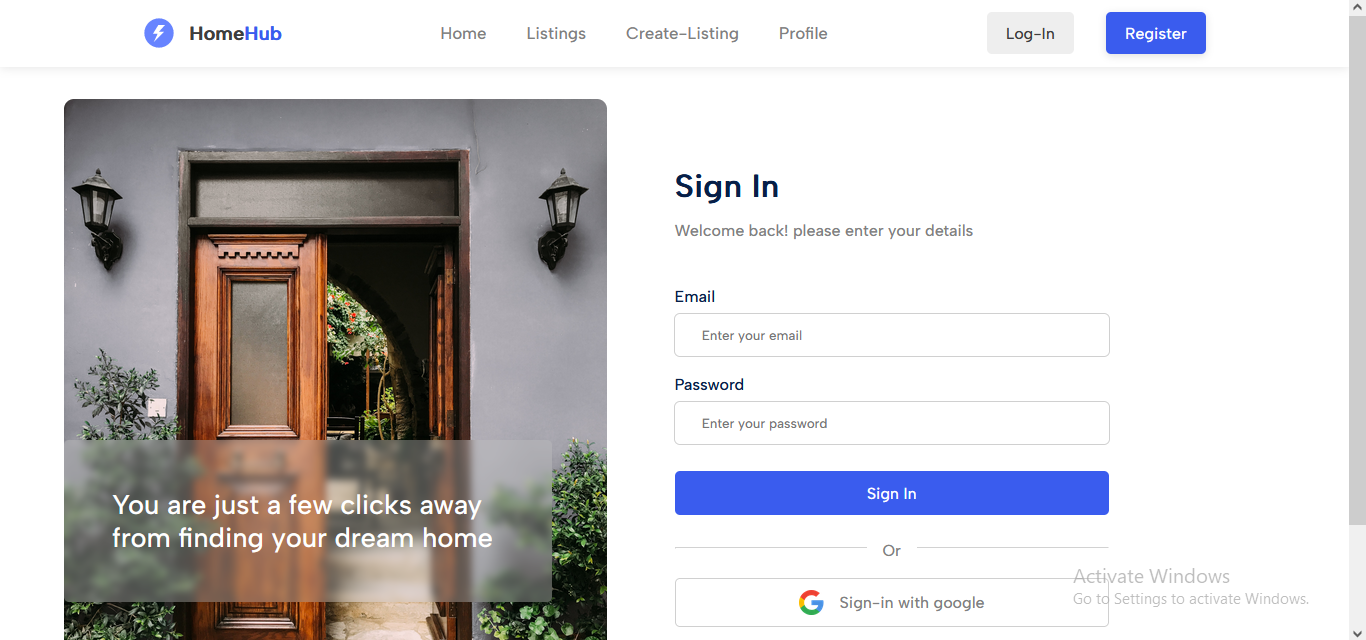 HomeHub
Home
Listings
Create-Listing
Profile
Log-In
Register
Sign In
Welcome back! please enter your details
Email
Enter your email
Password
Enter your password
Sign In
Or
Sign-in with google
You are just a few clicks away
from finding your dream home
Activate Windows
Go to Settings to activate Windows.